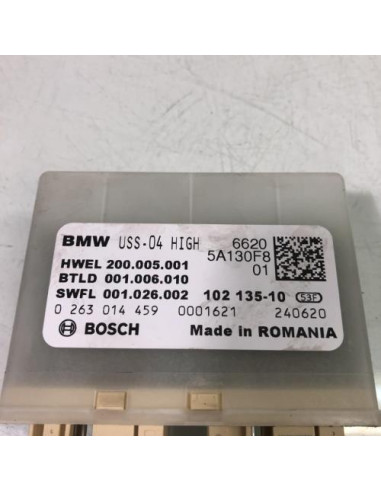 BMW USS-04 HIGH 6620
5A130F8
HWEL 200.005.001 01
BTLD 001.006.010
SWFL 001.026.002 102 135-10 53F
0 263 014 459 0001621 240620
BOSCH Made in ROMANIA